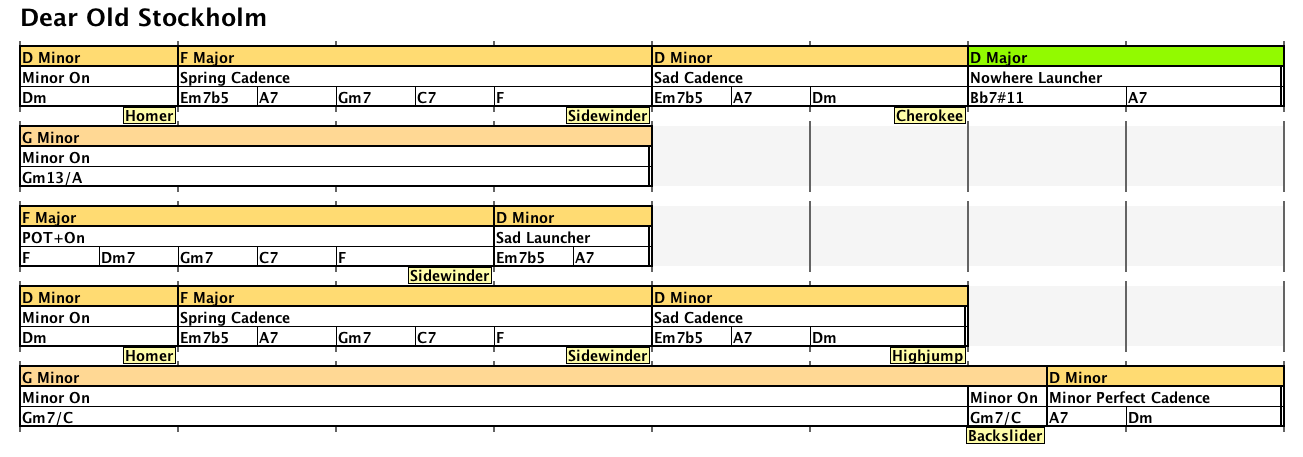 Dear Old Stockholm
D Minor F Major D Minor D Major
Minor On Spring Cadence Sad Cadence Nowhere Launcher
Dm Em7b5 A7 Gm7 C7 F Em7b5 A7 Dm Bb7#11 A7
Homer Sidewinder Cherokee
G Minor
Minor On
Gm13/A
F Major D Minor
POT+On Sad Launcher
F Dm7 Gm7 C7 F Em7b5 A7
Sidewinder
D Minor F Major D Minor
Minor On Spring Cadence Sad Cadence
Dm Em7b5 A7 Gm7 C7 F Em7b5 A7 Dm
Homer Sidewinder Highjump
G Minor D Minor
Minor On Minor On Minor Perfect Cadence
Gm7/C Gm7/C A7 Dm
Backslider